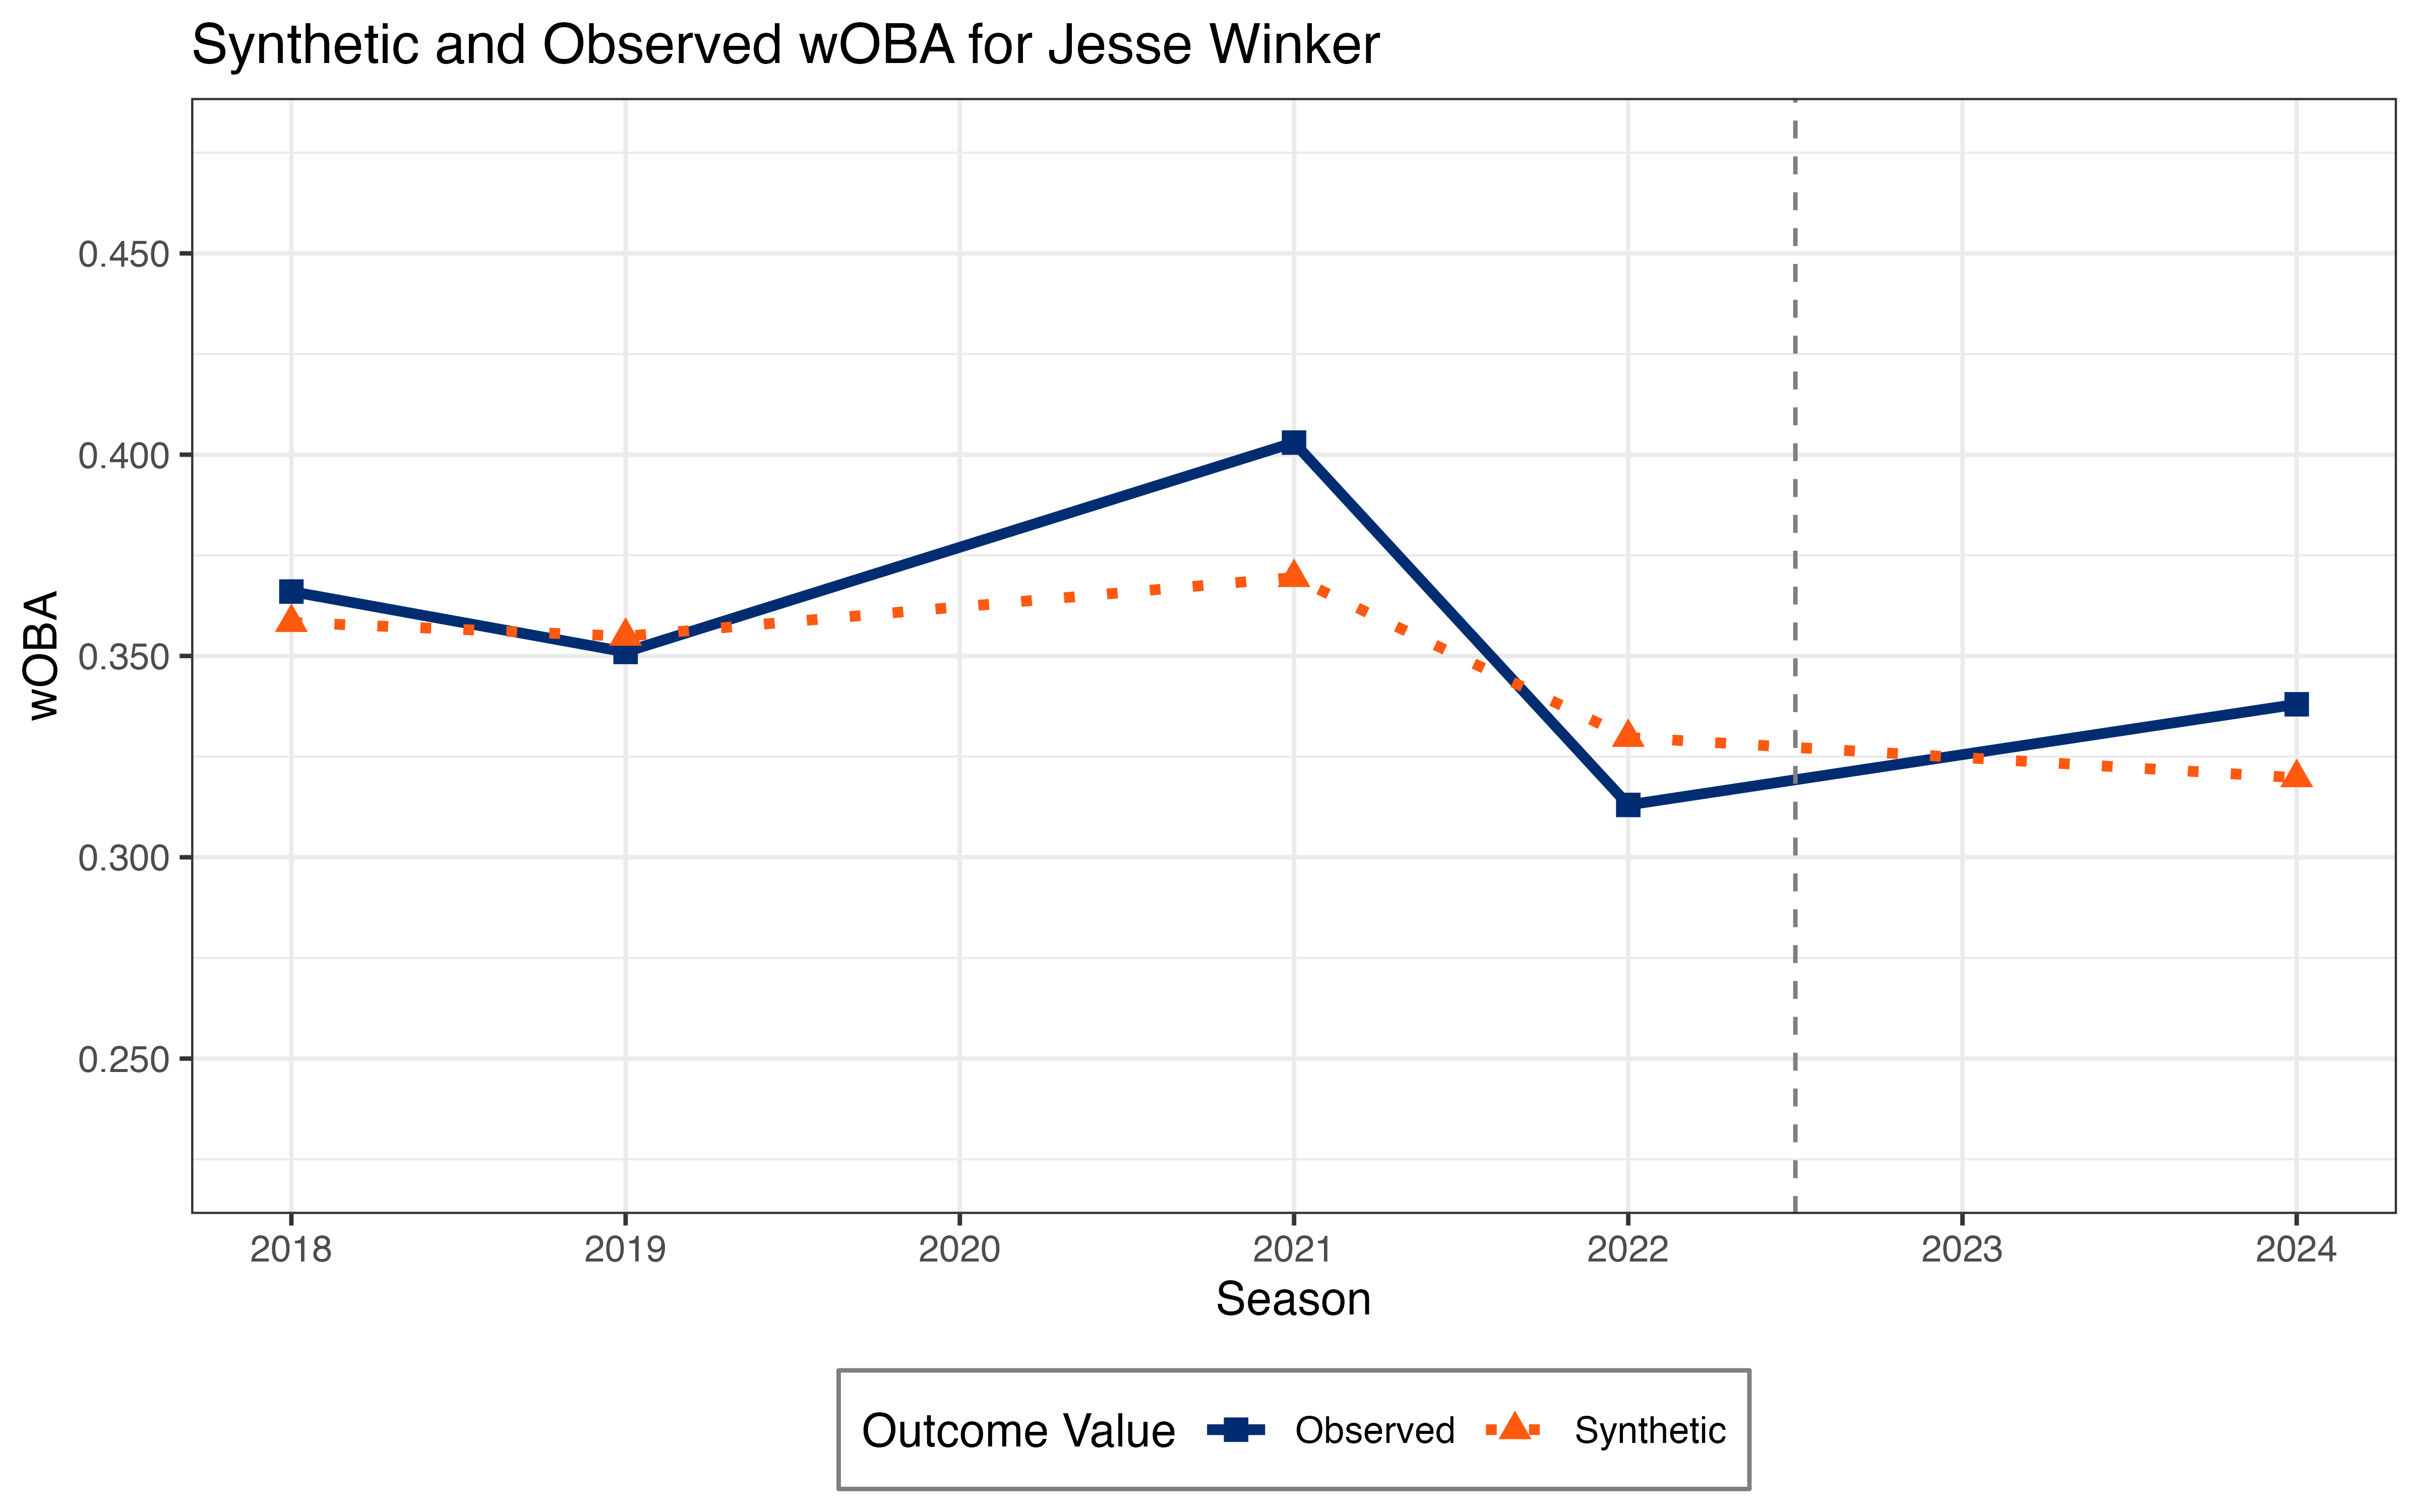 Synthetic and Observed wOBA for Jesse Winker
wOBA
0.450
0.400
0.350
0.300
0.250
2018 2019 2020 2021 2022 2023 2024
Season
Outcome Value Observed Synthetic